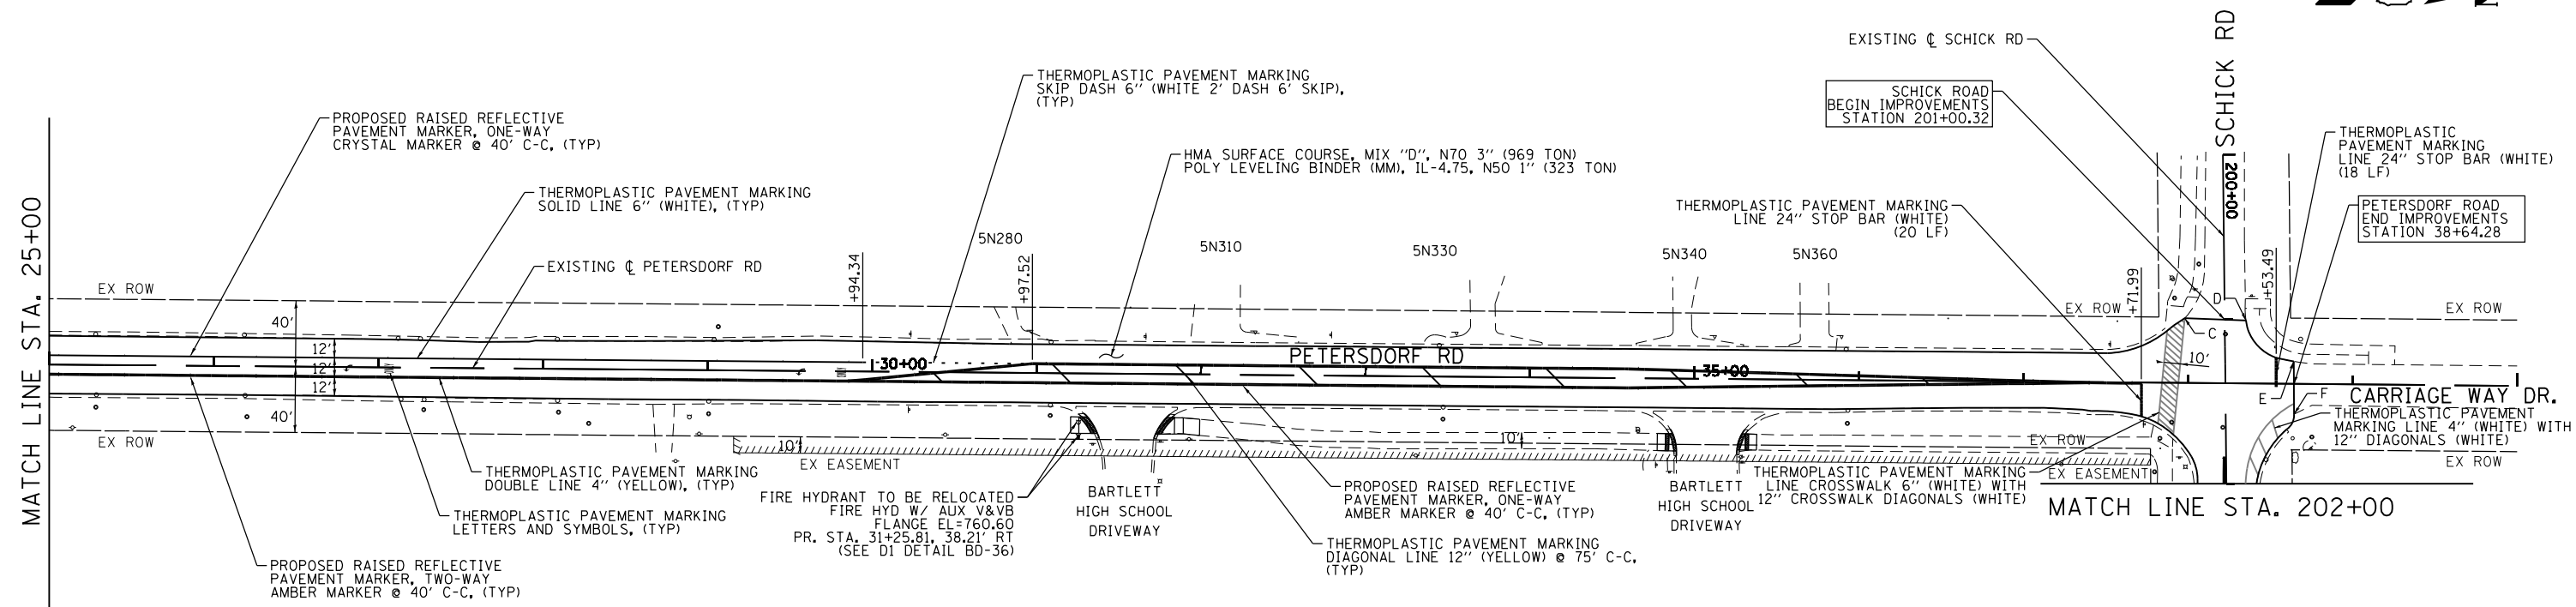 SCHICK RD
EXISTING ℄ SCHICK RD
THERMOPLASTIC PAVEMENT MARKING
SKIP DASH 6" (WHITE 2' DASH 6' SKIP),
(TYP)
SCHICK ROAD
BEGIN IMPROVEMENTS
STATION 201+00.32
PROPOSED RAISED REFLECTIVE
PAVEMENT MARKER, ONE-WAY
CRYSTAL MARKER @ 40' C-C, (TYP)
THERMOPLASTIC
PAVEMENT MARKING
LINE 24" STOP BAR (WHITE)
(18 LF)
HMA SURFACE COURSE, MIX "D", N70 3" (969 TON)
POLY LEVELING BINDER (MM), IL-4.75, N50 1" (323 TON)
200+00
THERMOPLASTIC PAVEMENT MARKING
SOLID LINE 6" (WHITE), (TYP)
THERMOPLASTIC PAVEMENT MARKING
LINE 24" STOP BAR (WHITE)
(20 LF)
PETERSDORF ROAD
END IMPROVEMENTS
STATION 38+64.28
MATCH LINE STA. 25+00
5N280
5N310
5N330
5N340
5N360
EXISTING ℄ PETERSDORF RD
+94.34
+97.52
+71.99
+53.49
EX ROW
EX ROW
EX ROW
40'
12'
12'
12'
40'
30+00
PETERSDORF RD
35+00
D
C
10'
E
F
CARRIAGE WAY DR.
THERMOPLASTIC PAVEMENT
MARKING LINE 4" (WHITE) WITH
12" DIAGONALS (WHITE)
EX ROW
10'
EX EASEMENT
10'
EX ROW
EX EASEMENT
EX ROW
THERMOPLASTIC PAVEMENT MARKING
DOUBLE LINE 4" (YELLOW), (TYP)
THERMOPLASTIC PAVEMENT MARKING
LETTERS AND SYMBOLS, (TYP)
PROPOSED RAISED REFLECTIVE
PAVEMENT MARKER, TWO-WAY
AMBER MARKER @ 40' C-C, (TYP)
FIRE HYDRANT TO BE RELOCATED
FIRE HYD W/ AUX V&VB
FLANGE EL=760.60
PR. STA. 31+25.81, 38.21' RT
(SEE D1 DETAIL BD-36)
BARTLETT
HIGH SCHOOL
DRIVEWAY
PROPOSED RAISED REFLECTIVE
PAVEMENT MARKER, ONE-WAY
AMBER MARKER @ 40' C-C, (TYP)
THERMOPLASTIC PAVEMENT MARKING
DIAGONAL LINE 12" (YELLOW) @ 75' C-C,
(TYP)
BARTLETT
HIGH SCHOOL
DRIVEWAY
THERMOPLASTIC PAVEMENT MARKING
LINE CROSSWALK 6" (WHITE) WITH
12" CROSSWALK DIAGONALS (WHITE)
MATCH LINE STA. 202+00